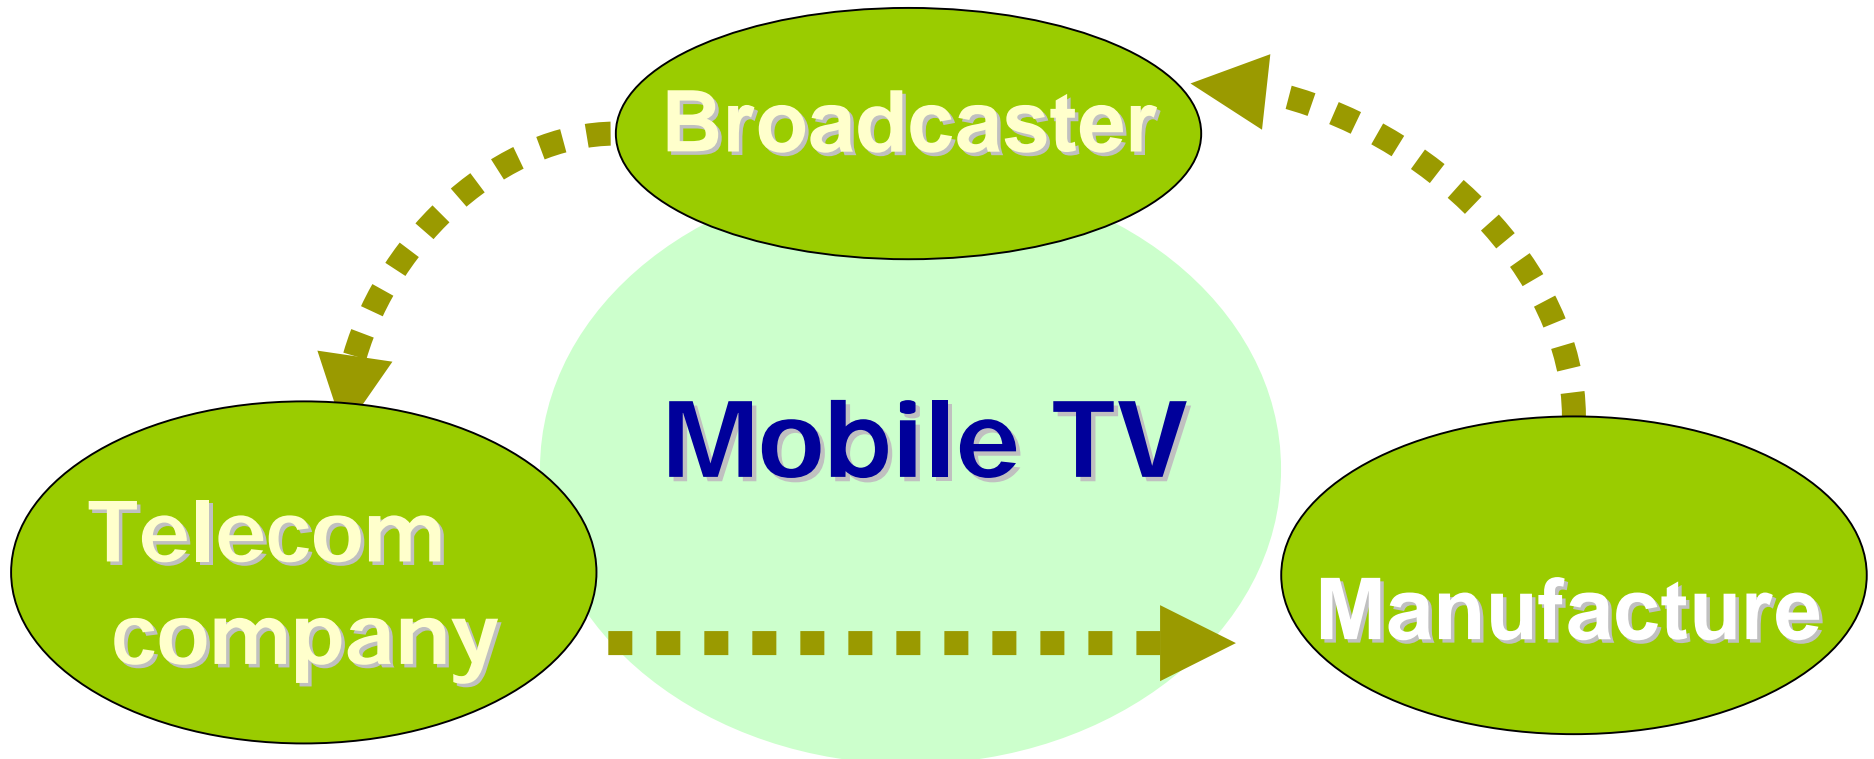 Broadcaster
Mobile TV
Telecom
company
Manufacture